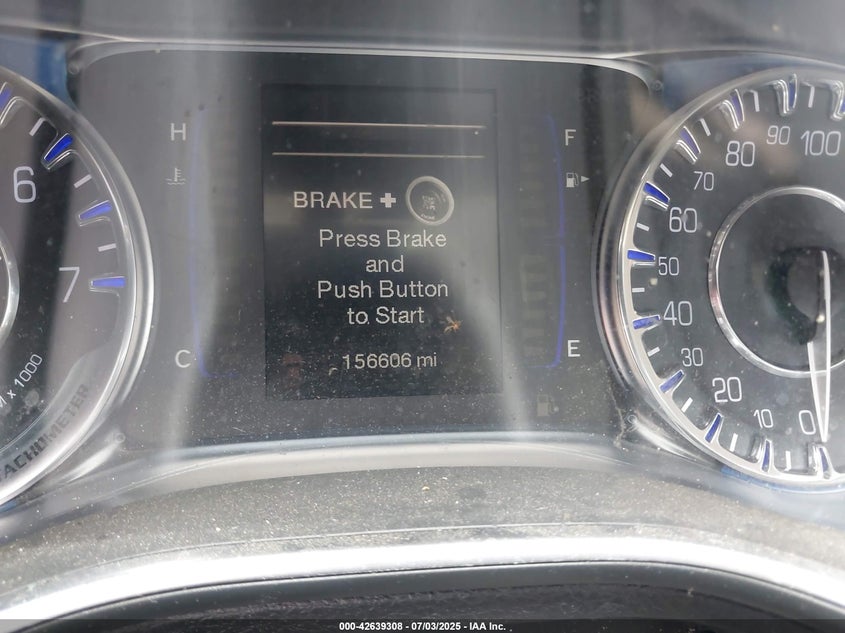 H
F
BRAKE +
Press Brake
and
Push Button
to Start
C
E
156606 mi
6
7
x 1000
TACHOMETER
0
10
20
30
40
50
60
70
80
90
100
000-42639308 - 07/03/2025 - IAA Inc.